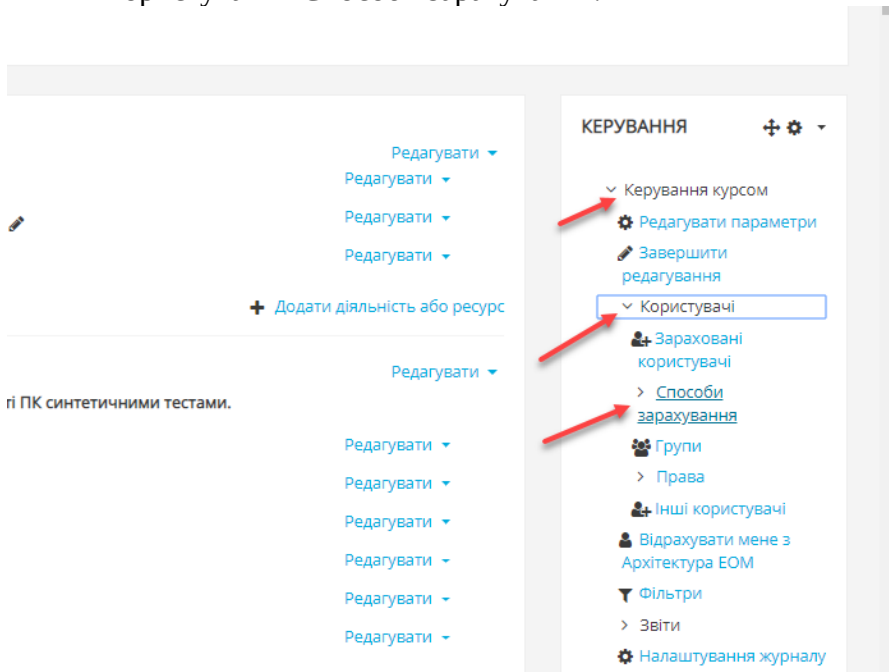 КЕРУВАННЯ
Редагувати
Редагувати
Редагувати
Редагувати
Додати діяльність або ресурс
Редагувати
ті ПК синтетичними тестами.
Редагувати
Редагувати
Редагувати
Редагувати
Редагувати
Редагувати
Керування курсом
Редагувати параметри
Завершити
редагування
Користувачі
Зараховані
користувачі
Способи
зарахування
Групи
Права
Інші користувачі
Відрахувати мене з
Архітектура ЕОМ
Фільтри
Звіти
Налаштування журналу